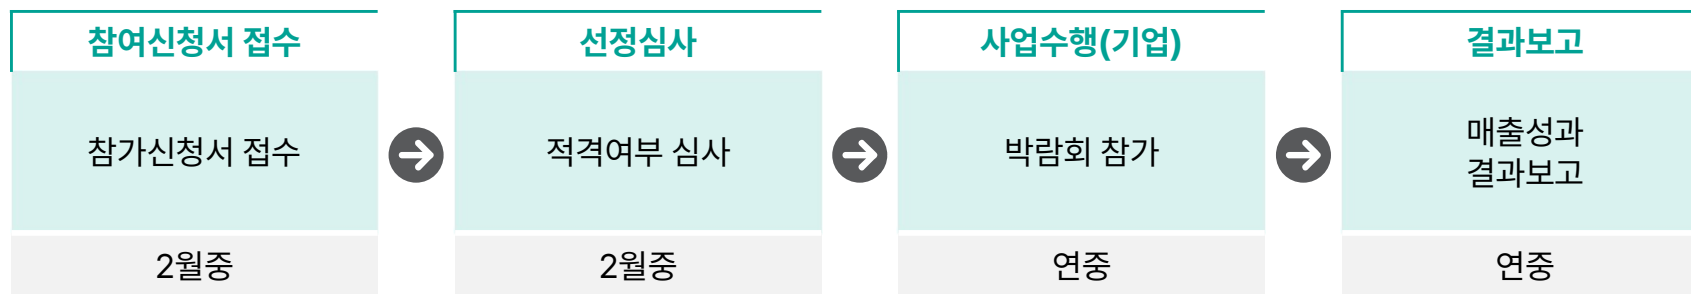 참여신청서 접수
참가신청서 접수
2월중
선정심사
적격여부 심사
2월중
사업수행(기업)
박람회 참가
연중
결과보고
매출성과
결과보고
연중